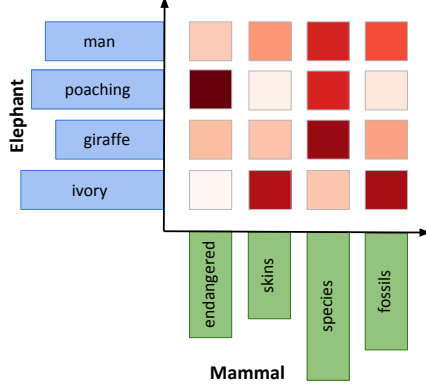 Elephant
man
poaching
giraffe
ivory
endangered
skins
species
fossils
Mammal